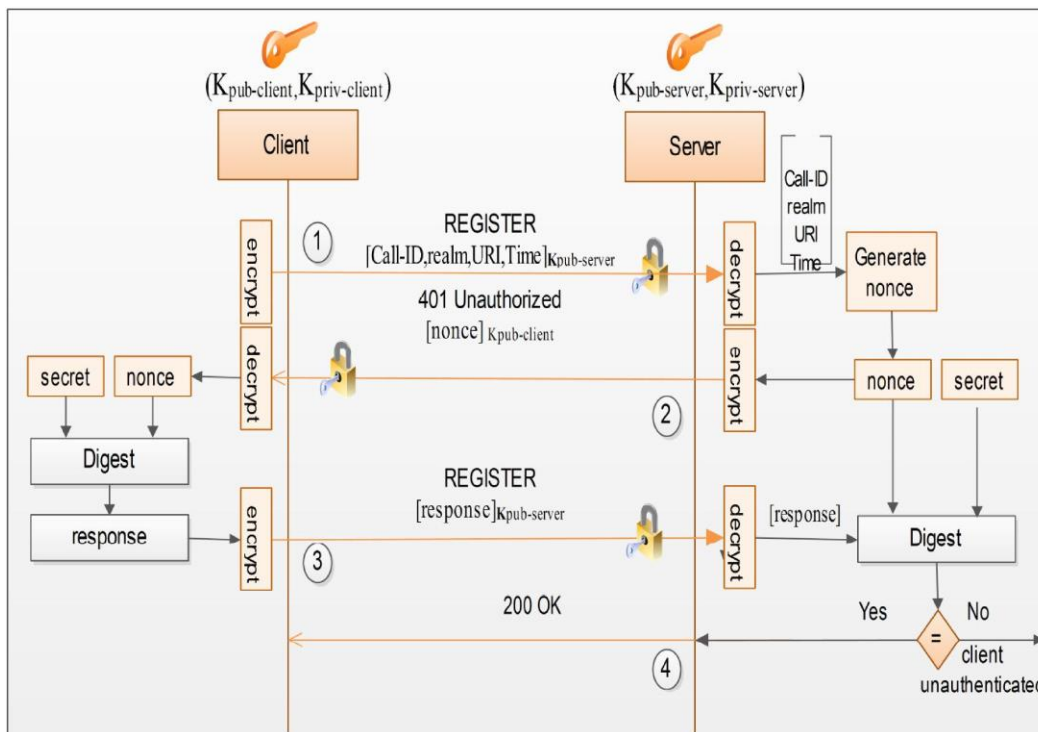 (Kpub-client,Kpriv-client)
(Kpub-server,Kpriv-server)
Client
Server
Call-ID
realm
URI
Time
encrypt
1
REGISTER
[Call-ID,realm,URI,Time]Kpub-server
decrypt
Generate
nonce
401 Unauthorized
[nonce] Kpub-client
secret
nonce
decrypt
encrypt
nonce
secret
2
Digest
response
encrypt
REGISTER
[response]Kpub-server
decrypt
[response]
Digest
3
200 OK
Yes
No
=
4
client
unauthenticated